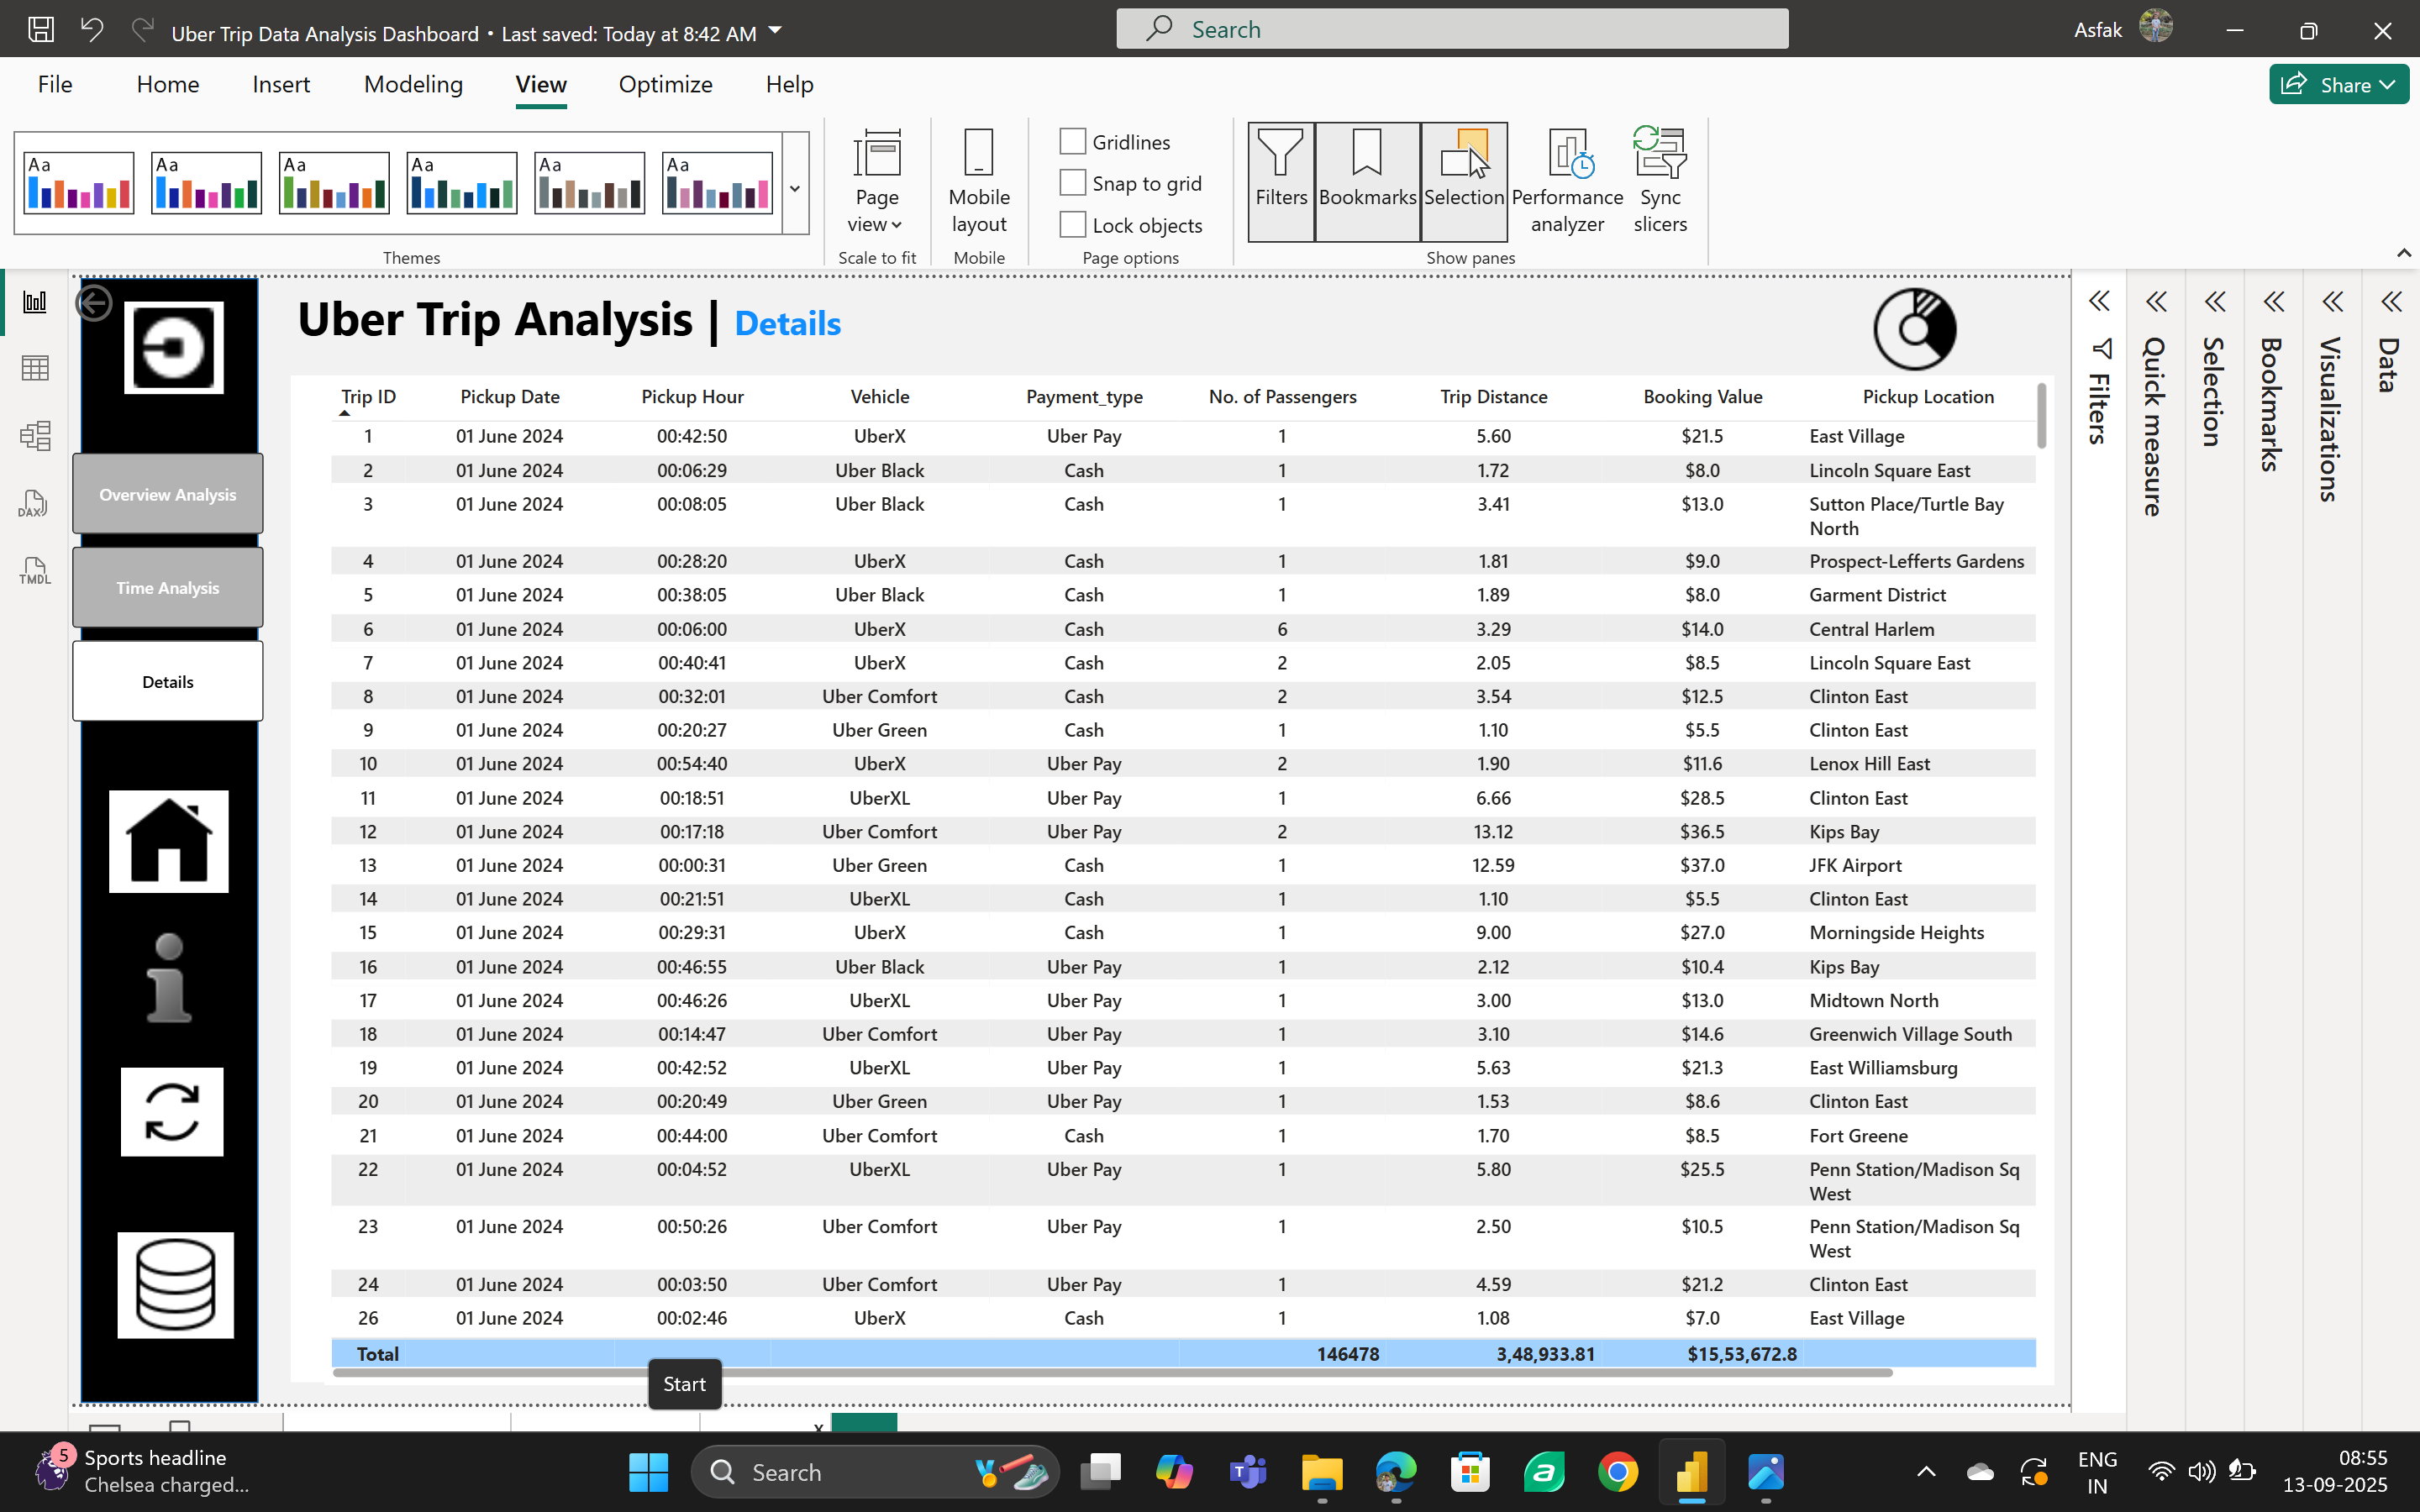 Uber Trip Data Analysis Dashboard • Last saved: Today at 8:42 AM
Search
Asfak
File Home Insert Modeling View Optimize Help
Share
Aa Aa Aa Aa Aa Aa
Themes
Page view
Scale to fit
Mobile layout
Mobile
Gridlines
Snap to grid
Lock objects
Page options
Filters
Bookmarks
Selection
Performance analyzer
Sync slicers
Show panes
DAX
TMDL
Overview Analysis
Time Analysis
Details
Uber Trip Analysis | Details
Trip ID Pickup Date Pickup Hour Vehicle Payment_type No. of Passengers Trip Distance Booking Value Pickup Location
1 01 June 2024 00:42:50 UberX Uber Pay 1 5.60 $21.5 East Village
2 01 June 2024 00:06:29 Uber Black Cash 1 1.72 $8.0 Lincoln Square East
3 01 June 2024 00:08:05 Uber Black Cash 1 3.41 $13.0 Sutton Place/Turtle Bay
North
4 01 June 2024 00:28:20 UberX Cash 1 1.81 $9.0 Prospect-Lefferts Gardens
5 01 June 2024 00:38:05 Uber Black Cash 1 1.89 $8.0 Garment District
6 01 June 2024 00:06:00 UberX Cash 6 3.29 $14.0 Central Harlem
7 01 June 2024 00:40:41 UberX Cash 2 2.05 $8.5 Lincoln Square East
8 01 June 2024 00:32:01 Uber Comfort Cash 2 3.54 $12.5 Clinton East
9 01 June 2024 00:20:27 Uber Green Cash 1 1.10 $5.5 Clinton East
10 01 June 2024 00:54:40 UberX Uber Pay 2 1.90 $11.6 Lenox Hill East
11 01 June 2024 00:18:51 UberXL Uber Pay 1 6.66 $28.5 Clinton East
12 01 June 2024 00:17:18 Uber Comfort Uber Pay 2 13.12 $36.5 Kips Bay
13 01 June 2024 00:00:31 Uber Green Cash 1 12.59 $37.0 JFK Airport
14 01 June 2024 00:21:51 UberXL Cash 1 1.10 $5.5 Clinton East
15 01 June 2024 00:29:31 UberX Cash 1 9.00 $27.0 Morningside Heights
16 01 June 2024 00:46:55 Uber Black Uber Pay 1 2.12 $10.4 Kips Bay
17 01 June 2024 00:46:26 UberXL Uber Pay 1 3.00 $13.0 Midtown North
18 01 June 2024 00:14:47 Uber Comfort Uber Pay 1 3.10 $14.6 Greenwich Village South
19 01 June 2024 00:42:52 UberXL Uber Pay 1 5.63 $21.3 East Williamsburg
20 01 June 2024 00:20:49 Uber Green Uber Pay 1 1.53 $8.6 Clinton East
21 01 June 2024 00:44:00 Uber Comfort Cash 1 1.70 $8.5 Fort Greene
22 01 June 2024 00:04:52 UberXL Uber Pay 1 5.80 $25.5 Penn Station/Madison Sq
West
23 01 June 2024 00:50:26 Uber Comfort Uber Pay 1 2.50 $10.5 Penn Station/Madison Sq
West
24 01 June 2024 00:03:50 Uber Comfort Uber Pay 1 4.59 $21.2 Clinton East
26 01 June 2024 00:02:46 UberX Cash 1 1.08 $7.0 East Village
Total 146478 3,48,933.81 $15,53,672.8
Filters
Quick measure
Selection
Bookmarks
Visualizations
Data
Start
x
5
Sports headline
Chelsea charged...
Search
ENG
IN
08:55
13-09-2025